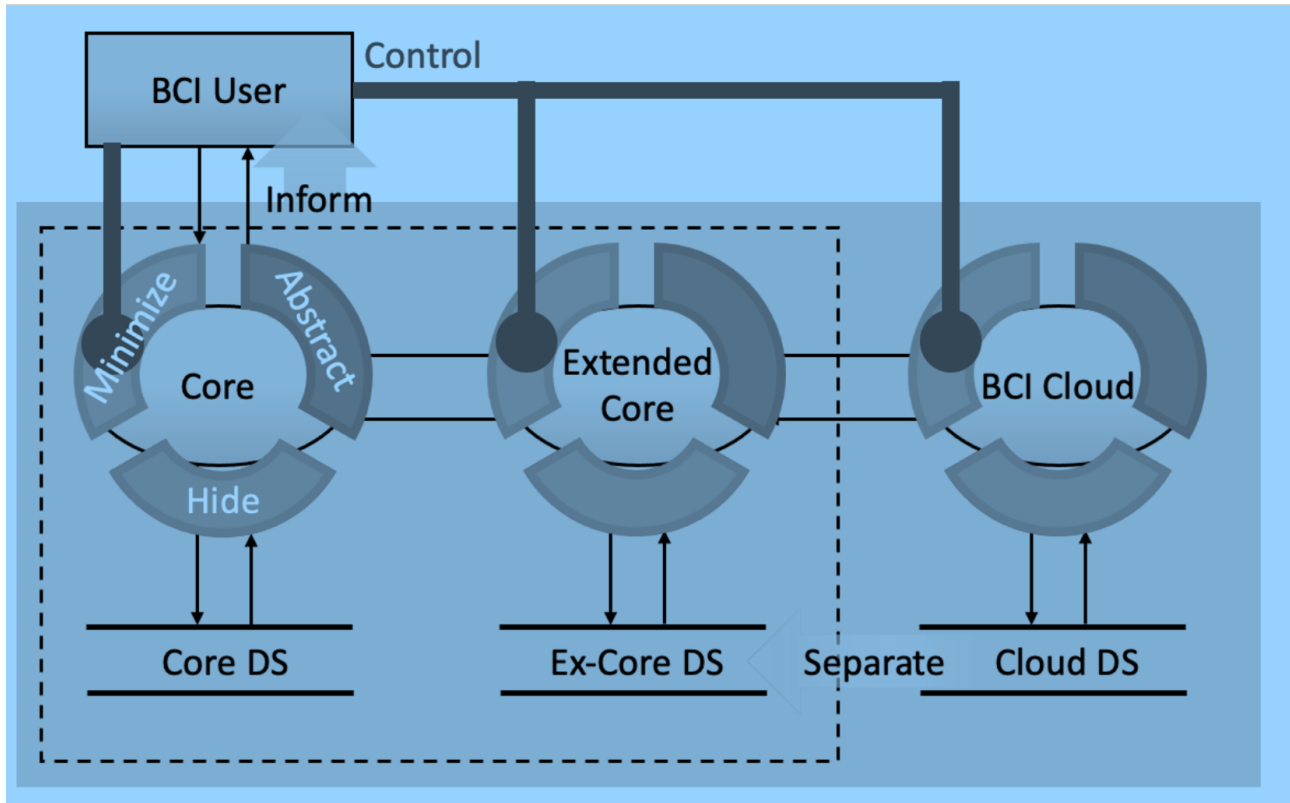 Control
BCI User
Inform
Minimize
Abstract
Core
Hide
Extended
Core
BCI Cloud
Core DS
Ex-Core DS
Separate
Cloud DS